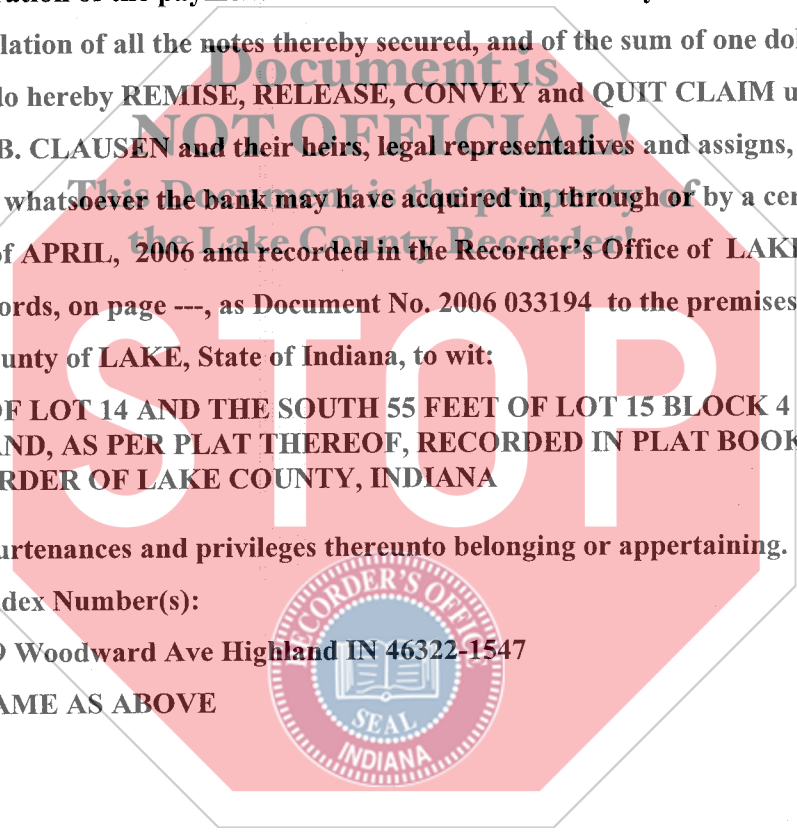 lation of all the notes thereby secured, and of the sum of one dol
Document is
do hereby REMISE, RELEASE, CONVEY and QUIT CLAIM u
NOT OFFICIAL!
B. CLAUSEN and their heirs, legal representatives and assigns,
This Document is the property of
whatsoever the bank may have acquired in, through or by a cer
the Lake County Recorder!
of APRIL, 2006 and recorded in the Recorder's Office of LAKE
ords, on page ---, as Document No. 2006 033194 to the premises
STOP
unty of LAKE, State of Indiana, to wit:
OF LOT 14 AND THE SOUTH 55 FEET OF LOT 15 BLOCK 4
AND, AS PER PLAT THEREOF, RECORDED IN PLAT BOOK
RDER OF LAKE COUNTY, INDIANA
urtenances and privileges thereunto belonging or appertaining.
dex Number(s):
RECORDER'S OFFICE
9 Woodward Ave Highland IN 46322-1547
AME AS ABOVE
SEAL
INDIANA